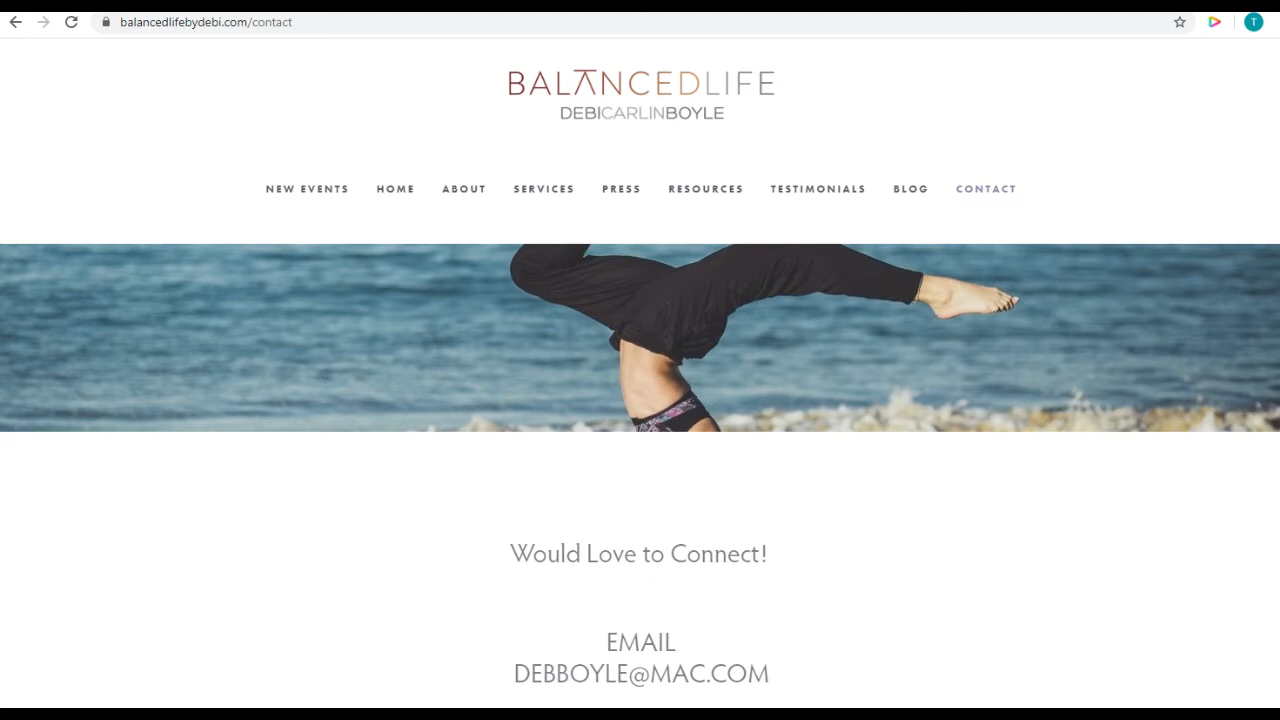 balancedlifebydebi.com/contact
T
BALANCEDLIFE
DEBICARLINBOYLE
NEW EVENTS HOME ABOUT SERVICES PRESS RESOURCES TESTIMONIALS BLOG CONTACT
Would Love to Connect!
EMAIL
DEBBOYLE@MAC.COM